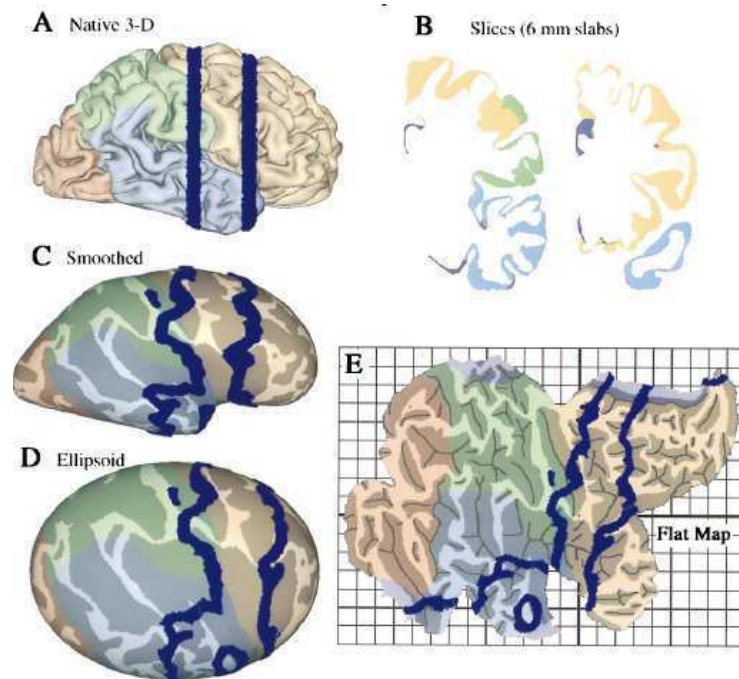 A Native 3-D
B Slices (6 mm slabs)
C Smoothed
D Ellipsoid
E
Flat Map